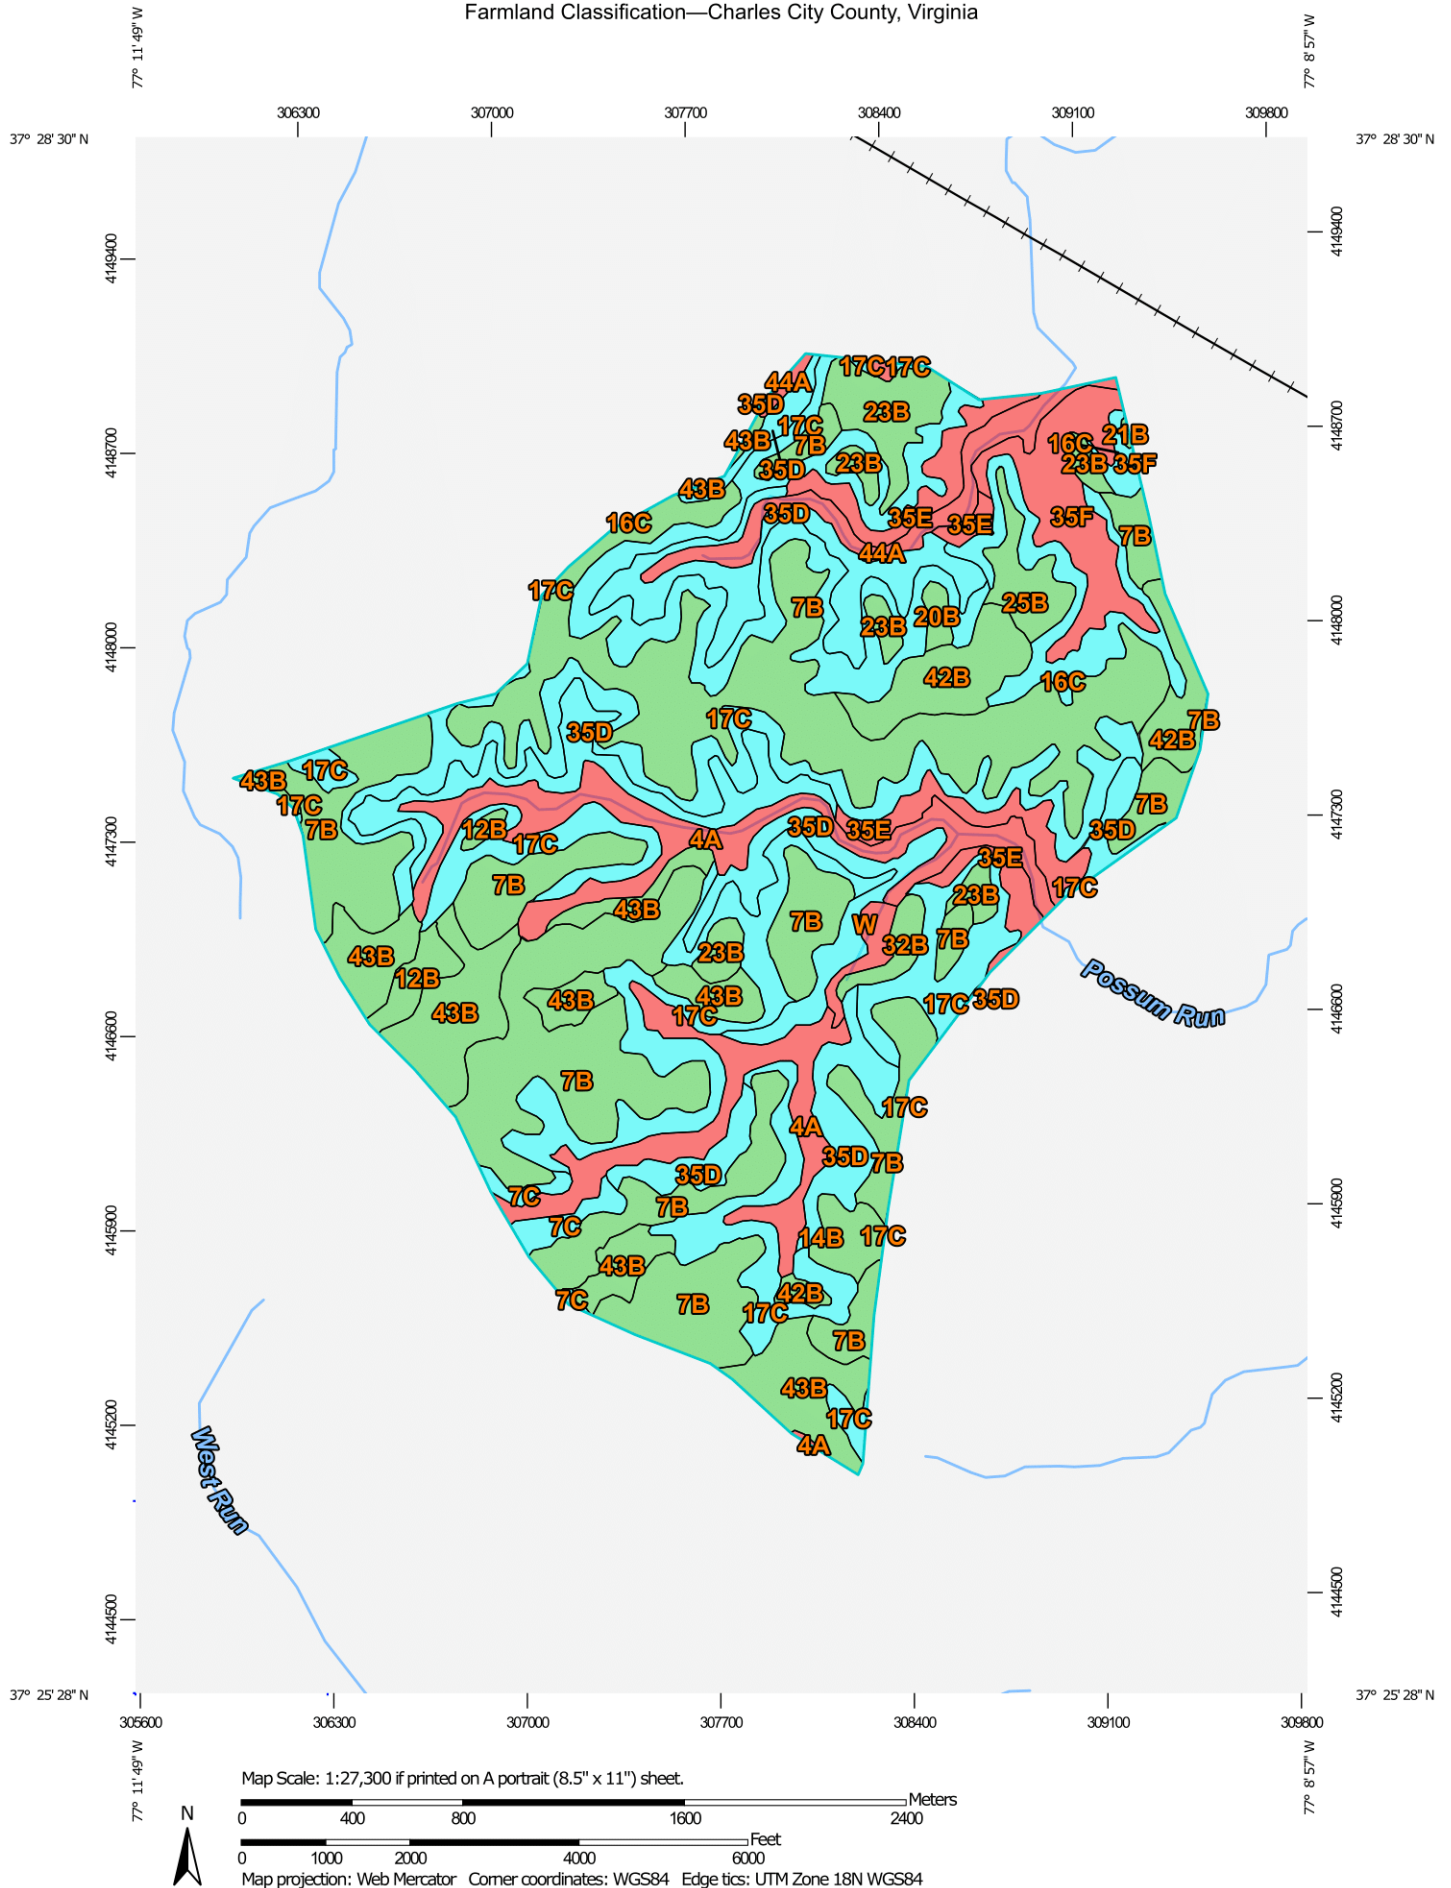 Farmland Classification—Charles City County, Virginia
77° 11' 49" W
77° 8' 57" W
306300 307000 307700 308400 309100 309800
37° 28' 30" N
37° 28' 30" N
4149400
4149400
17C 17C
44A
35D
23B
17C
21B
4148700
4148700
43B
7B
16C
23B
23B
35F
35D
43B
35D
35E
35E
35F
16C
7B
44A
17C
7B
25B
20B
23B
4148000
4148000
42B
16C
17C
7B
35D
42B
17C
43B
17C
7B
4147300
4147300
7B
12B
17C
4A
35D
35E
35D
35E
7B
17C
23B
43B
7B
W
32B
7B
43B
23B
12B
43B
43B
43B
17C
17C
35D
Possum Run
4146600
4146600
7B
17C
4A
35D
7B
35D
7C
7B
4145900
4145900
7C
14B
17C
43B
7C
7B
42B
17C
7B
43B
17C
4A
4145200
4145200
West Run
4144500
4144500
37° 25' 28" N
37° 25' 28" N
305600 306300 307000 307700 308400 309100 309800
77° 11' 49" W
77° 8' 57" W
Map Scale: 1:27,300 if printed on A portrait (8.5" x 11") sheet.
N
Meters
0 400 800 1600 2400
Feet
0 1000 2000 4000 6000
Map projection: Web Mercator Corner coordinates: WGS84 Edge tics: UTM Zone 18N WGS84